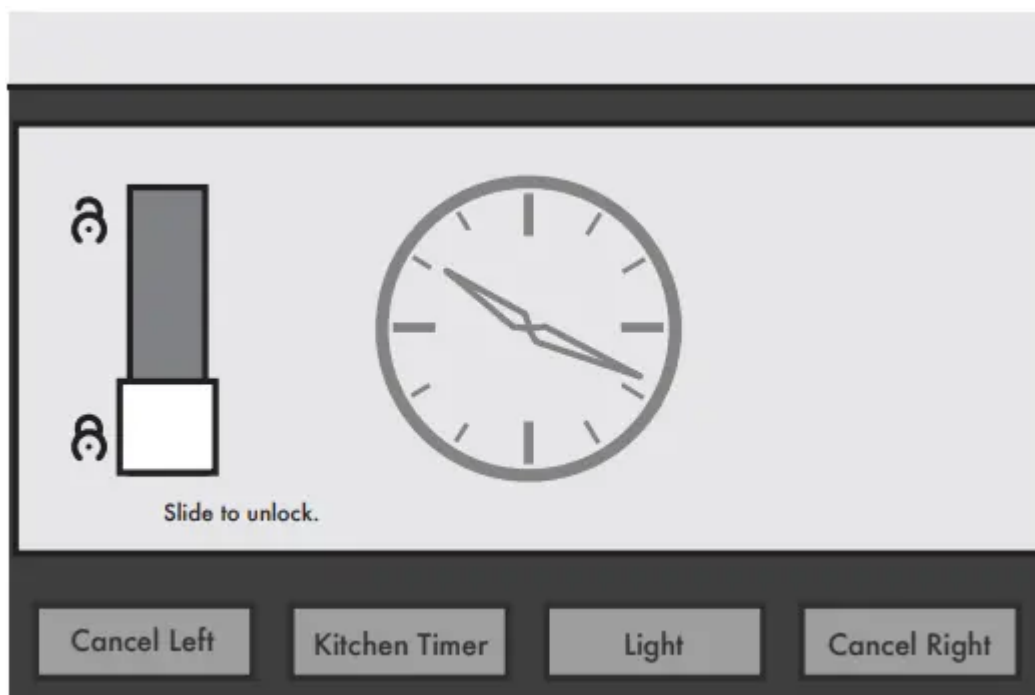 Slide to unlock.
Cancel Left
Kitchen Timer
Light
Cancel Right